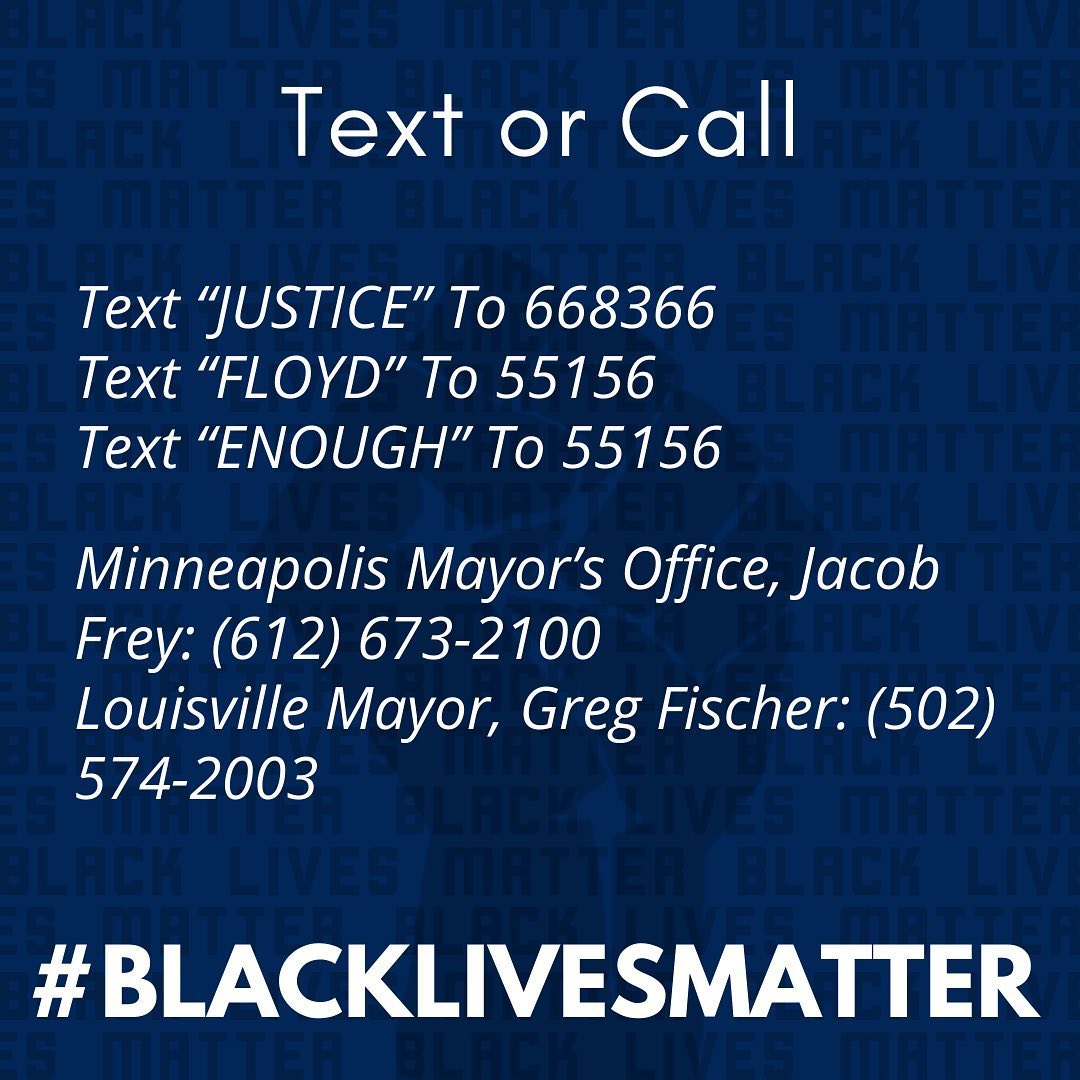 Text or Call
Text “JUSTICE” To 668366
Text “FLOYD” To 55156
Text “ENOUGH” To 55156
Minneapolis Mayor’s Office, Jacob
Frey: (612) 673-2100
Louisville Mayor, Greg Fischer: (502)
574-2003
#BLACKLIVESMATTER